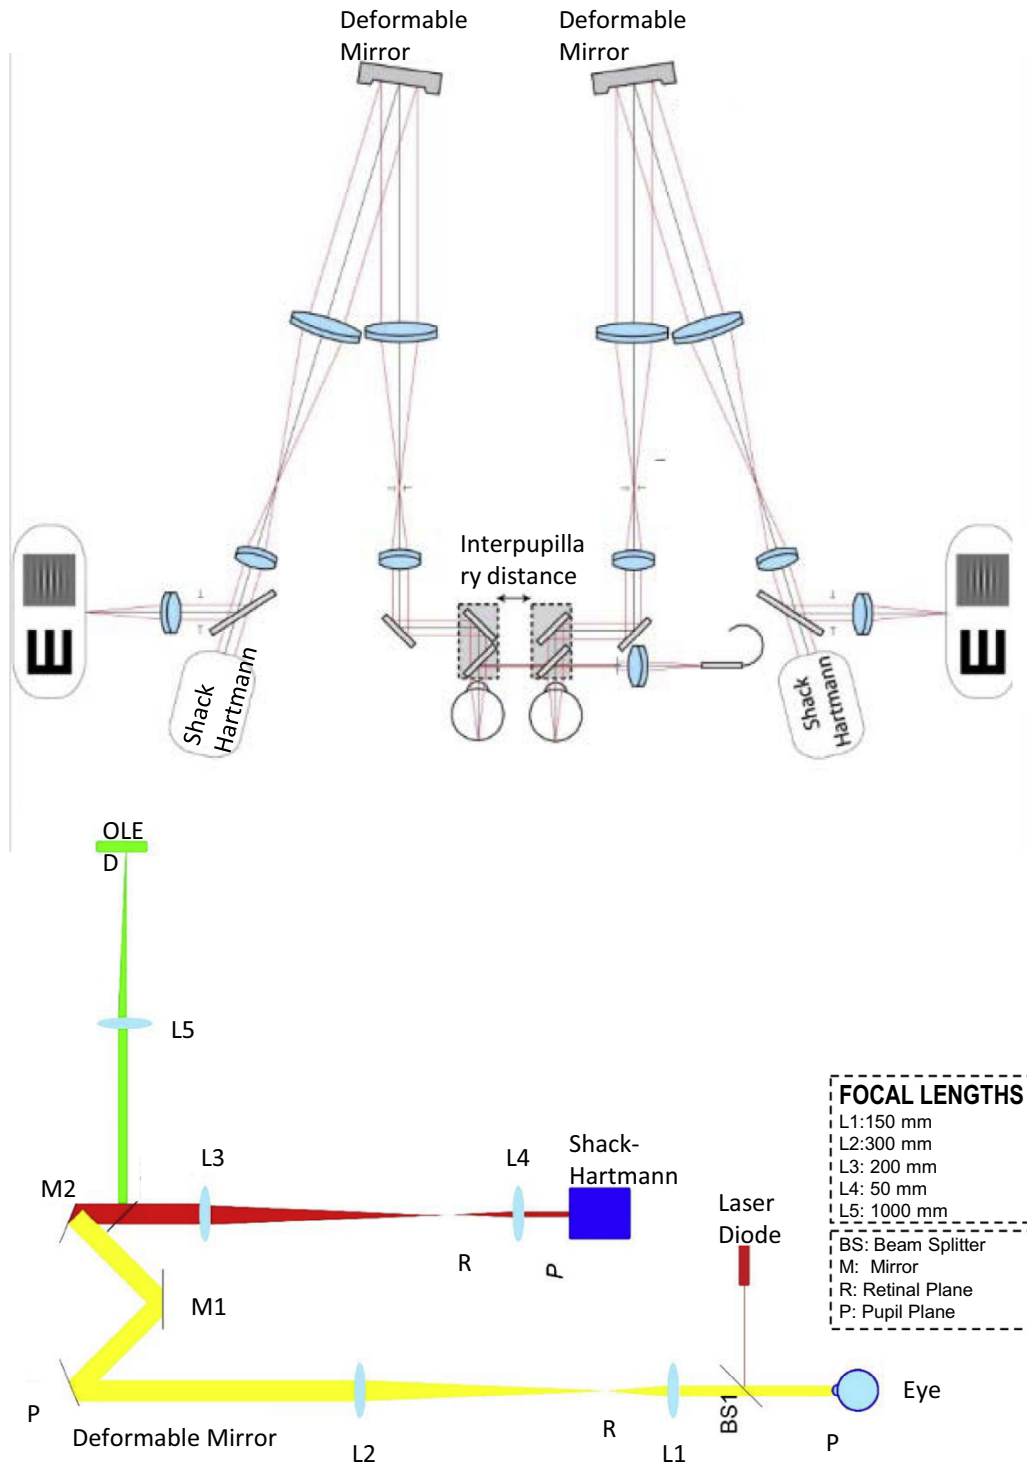 Deformable
Mirror
Deformable
Mirror
Interpupilla
ry distance
E
E
Shack
Hartmann
Shack
Hartmann
OLE
D
L5
M2
L3
L4
Shack-
Hartmann
R
P
M1
Laser
Diode
FOCAL LENGTHS
L1:150 mm
L2:300 mm
L3: 200 mm
L4: 50 mm
L5: 1000 mm
BS: Beam Splitter
M: Mirror
R: Retinal Plane
P: Pupil Plane
P
Deformable Mirror
L2
R
L1
BS1
P
Eye